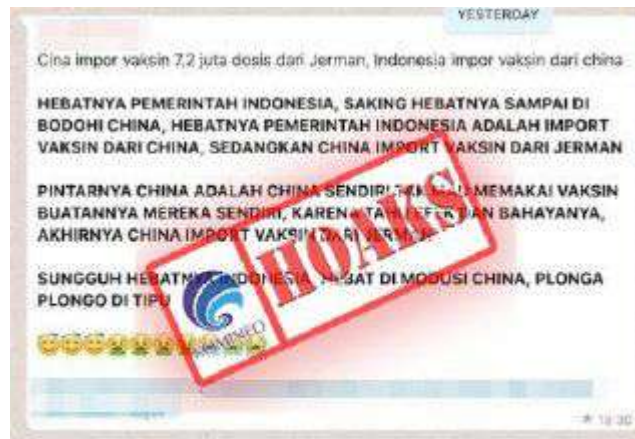 YESTERDAY
Cina impor vaksin 7,2 juta dosis dari Jerman, Indonesia impor vaksin dari china
HEBATNYA PEMERINTAH INDONESIA, SAKING HEBATNYA SAMPAI DI
BODOHI CHINA, HEBATNYA PEMERINTAH INDONESIA ADALAH IMPORT
VAKSIN DARI CHINA, SEDANGKAN CHINA IMPORT VAKSIN DARI JERMAN
PINTARNYA CHINA ADALAH CHINA SENDIRI MEMAKAI VAKSIN
BUATANNYA MEREKA SENDIRI, KARENA DAN BAHAYANYA,
AKHIRNYA CHINA IMPORT VAKSIN DARI JERMAN
SUNGGUH HEBATNYA INDONESIA, HEBAT DI MODUSI CHINA, PLONGA
PLONGO DI TIPU
HOAKS
KOMINFO